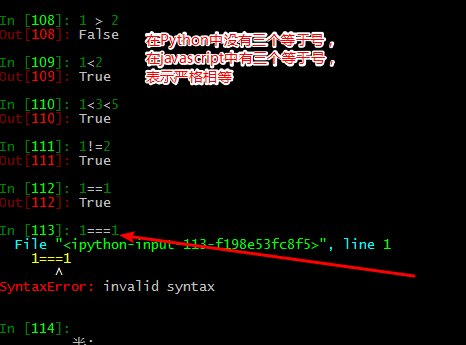 In [108]: 1 > 2
Out[108]: False
在Python中没有三个等于号，
在javascript中有三个等于号，
表示严格相等
In [109]: 1<2
Out[109]: True
In [110]: 1<3<5
Out[110]: True
In [111]: 1!=2
Out[111]: True
In [112]: 1==1
Out[112]: True
In [113]: 1===1
File "<ipython-input-113-f198e53fc8f5>", line 1
1===1
^
SyntaxError: invalid syntax
In [114]:
半: